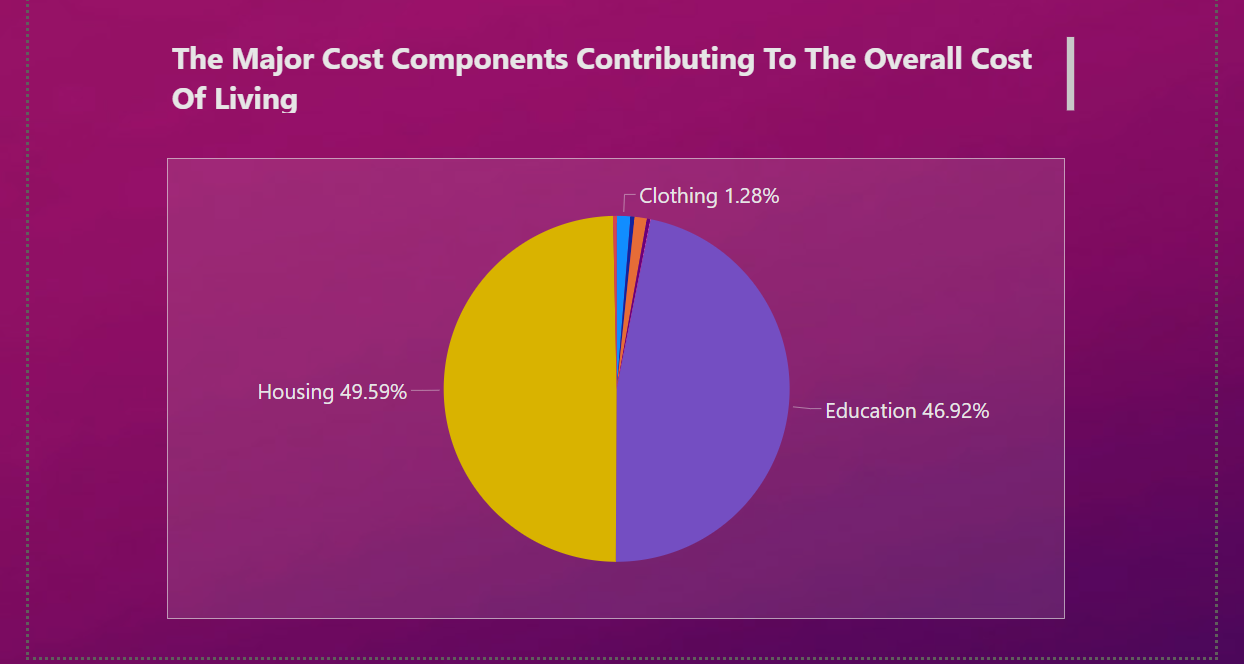 The Major Cost Components Contributing To The Overall Cost
Of Living
Clothing 1.28%
Housing 49.59%
Education 46.92%